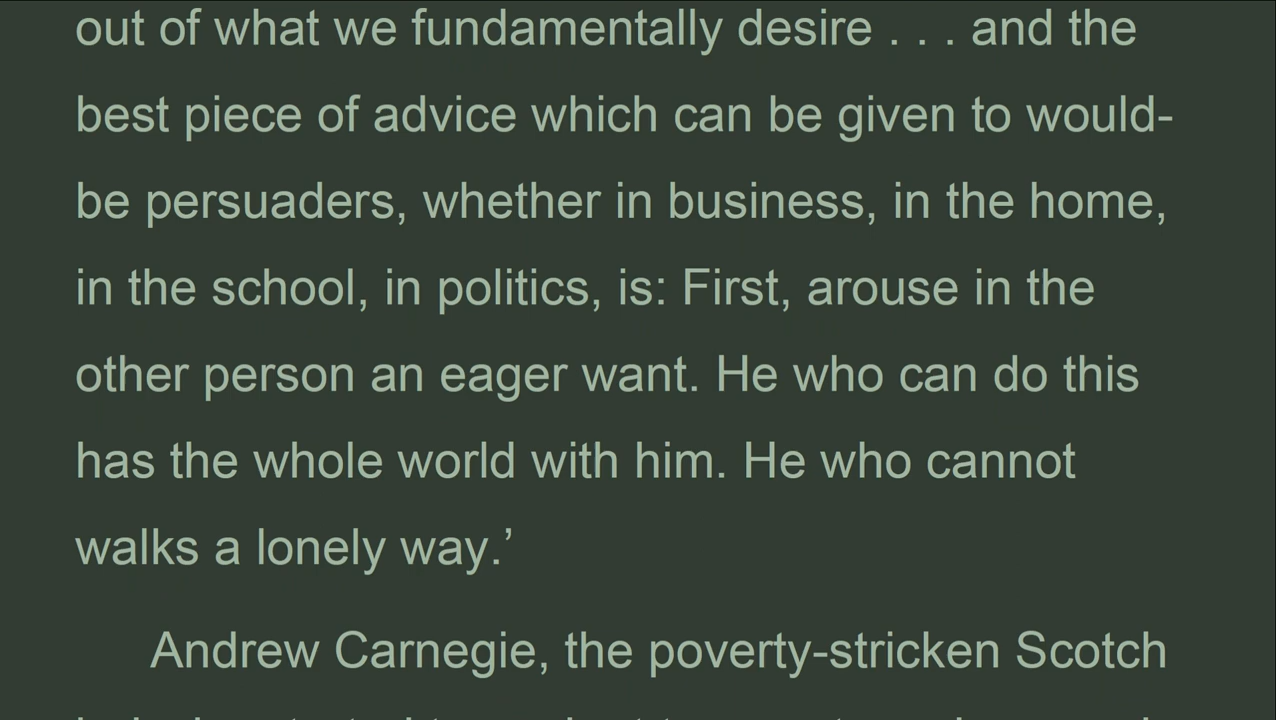 out of what we fundamentally desire . . . and the
best piece of advice which can be given to would-
be persuaders, whether in business, in the home,
in the school, in politics, is: First, arouse in the
other person an eager want. He who can do this
has the whole world with him. He who cannot
walks a lonely way.’
Andrew Carnegie, the poverty-stricken Scotch